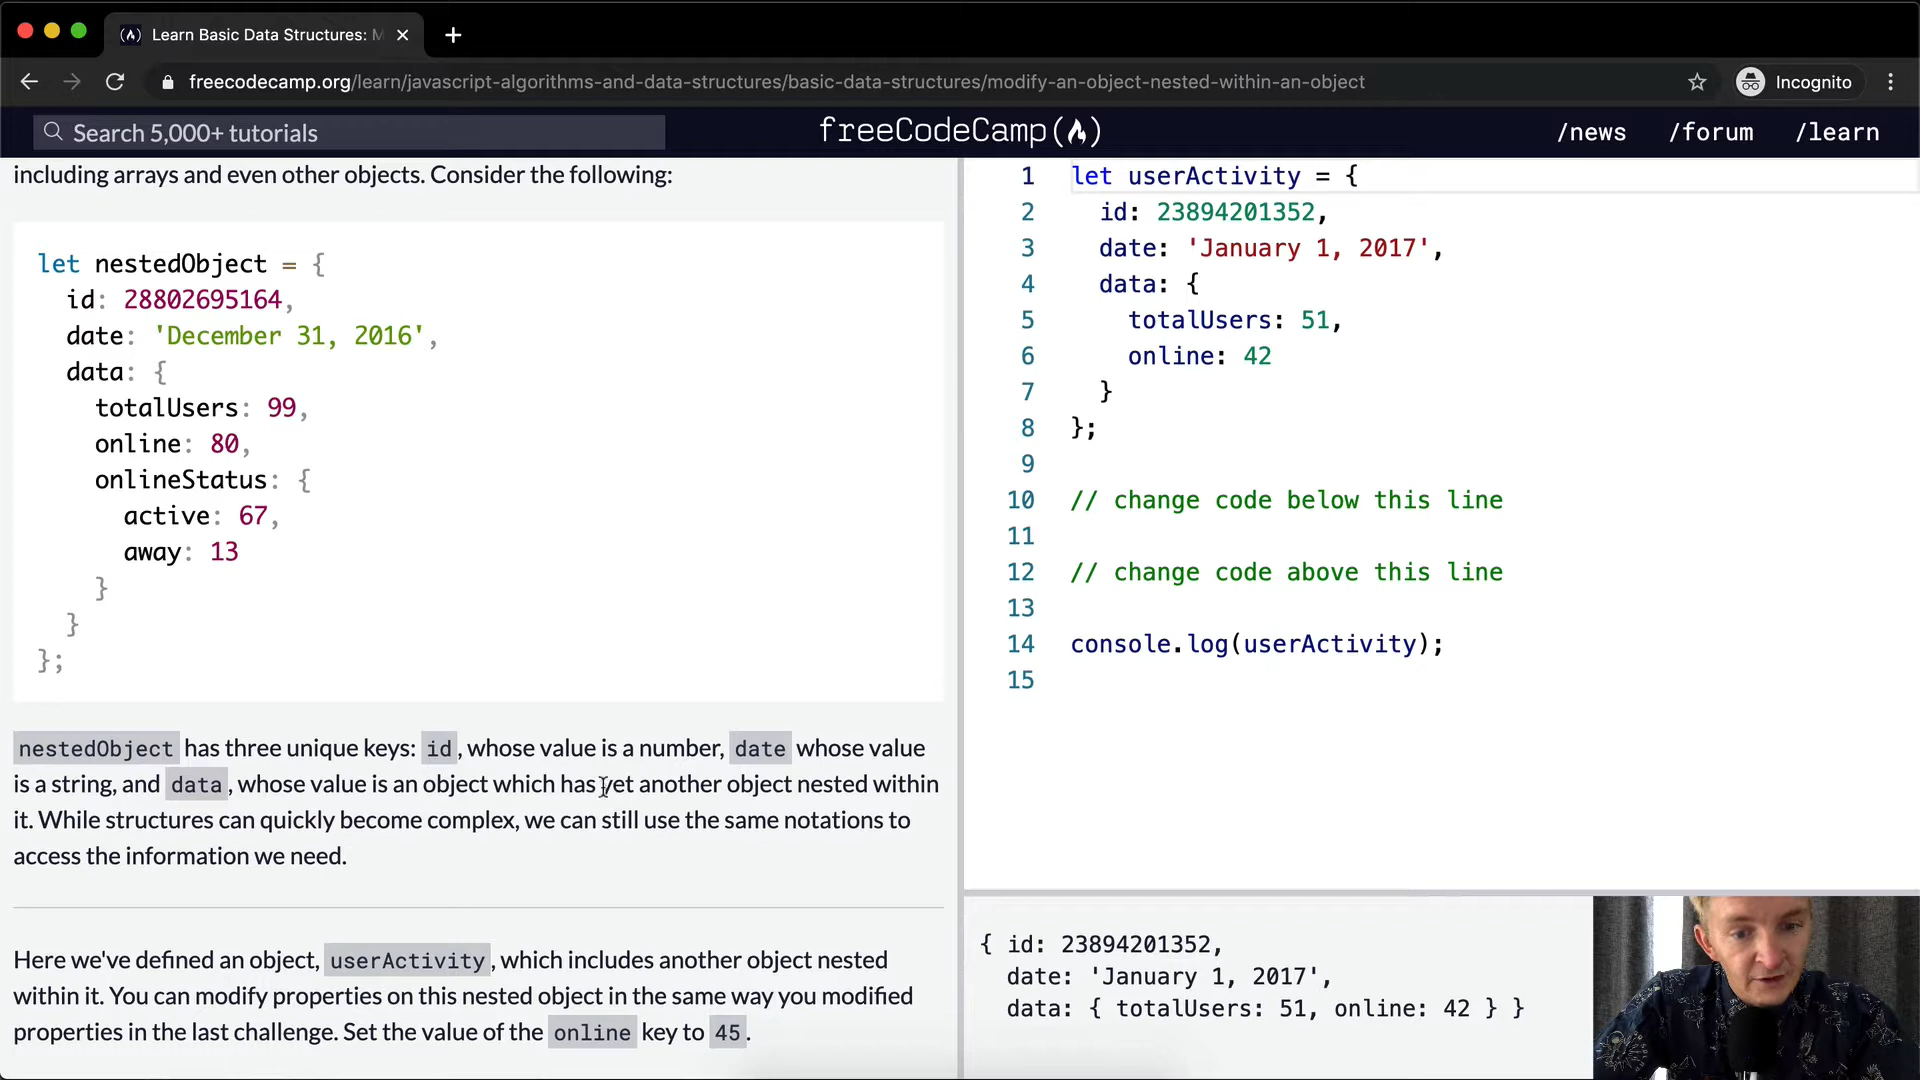 Learn Basic Data Structures: M
freecodecamp.org/learn/javascript-algorithms-and-data-structures/basic-data-structures/modify-an-object-nested-within-an-object
Incognito
Search 5,000+ tutorials
freeCodeCamp
/news /forum /learn
including arrays and even other objects. Consider the following:
let nestedObject = {
id: 28802695164,
date: 'December 31, 2016',
data: {
totalUsers: 99,
online: 80,
onlineStatus: {
active: 67,
away: 13
}
}
};
nestedObject has three unique keys: id, whose value is a number, date whose value
is a string, and data, whose value is an object which has yet another object nested within
it. While structures can quickly become complex, we can still use the same notations to
access the information we need.
Here we've defined an object, userActivity, which includes another object nested
within it. You can modify properties on this nested object in the same way you modified
properties in the last challenge. Set the value of the online key to 45.
1 let userActivity = {
2 id: 23894201352,
3 date: 'January 1, 2017',
4 data: {
5 totalUsers: 51,
6 online: 42
7 }
8 };
9
10 // change code below this line
11
12 // change code above this line
13
14 console.log(userActivity);
15
{ id: 23894201352,
date: 'January 1, 2017',
data: { totalUsers: 51, online: 42 } }